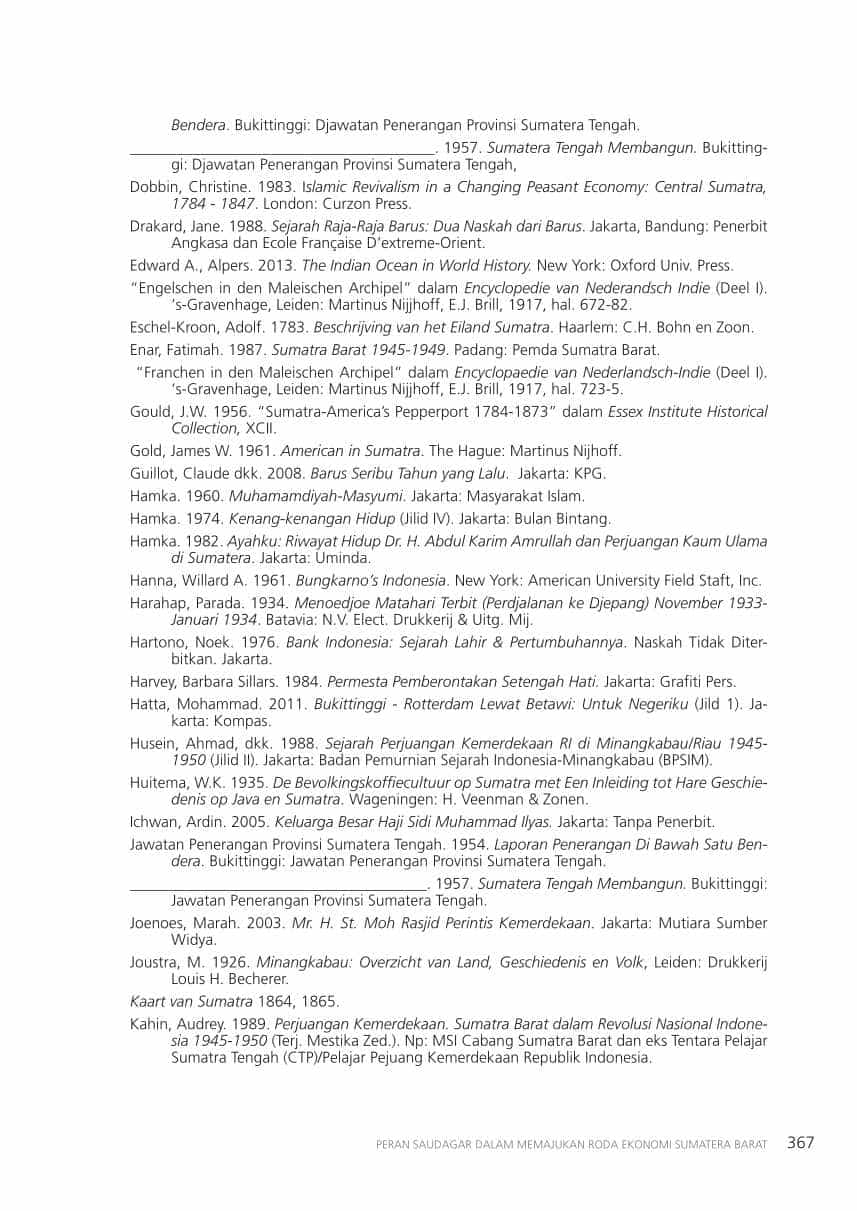 Bendera. Bukittinggi: Djawatan Penerangan Provinsi Sumatera Tengah.
______________________________________. 1957. Sumatera Tengah Membangun. Bukitting-
gi: Djawatan Penerangan Provinsi Sumatera Tengah,
Dobbin, Christine. 1983. Islamic Revivalism in a Changing Peasant Economy: Central Sumatra,
1784 - 1847. London: Curzon Press.
Drakard, Jane. 1988. Sejarah Raja-Raja Barus: Dua Naskah dari Barus. Jakarta, Bandung: Penerbit
Angkasa dan Ecole Française D’extreme-Orient.
Edward A., Alpers. 2013. The Indian Ocean in World History. New York: Oxford Univ. Press.
“Engelschen in den Maleischen Archipel” dalam Encyclopedie van Nederandsch Indie (Deel I).
’s-Gravenhage, Leiden: Martinus Nijjhoff, E.J. Brill, 1917, hal. 672-82.
Eschel-Kroon, Adolf. 1783. Beschrijving van het Eiland Sumatra. Haarlem: C.H. Bohn en Zoon.
Enar, Fatimah. 1987. Sumatra Barat 1945-1949. Padang: Pemda Sumatra Barat.
“Franchen in den Maleischen Archipel” dalam Encyclopaedie van Nederlandsch-Indie (Deel I).
’s-Gravenhage, Leiden: Martinus Nijjhoff, E.J. Brill, 1917, hal. 723-5.
Gould, J.W. 1956. “Sumatra-America’s Pepperport 1784-1873” dalam Essex Institute Historical
Collection, XCII.
Gold, James W. 1961. American in Sumatra. The Hague: Martinus Nijhoff.
Guillot, Claude dkk. 2008. Barus Seribu Tahun yang Lalu. Jakarta: KPG.
Hamka. 1960. Muhamamdiyah-Masyumi. Jakarta: Masyarakat Islam.
Hamka. 1974. Kenang-kenangan Hidup (Jilid IV). Jakarta: Bulan Bintang.
Hamka. 1982. Ayahku: Riwayat Hidup Dr. H. Abdul Karim Amrullah dan Perjuangan Kaum Ulama
di Sumatera. Jakarta: Uminda.
Hanna, Willard A. 1961. Bungkarno’s Indonesia. New York: American University Field Staft, Inc.
Harahap, Parada. 1934. Menoedjoe Matahari Terbit (Perdjalanan ke Djepang) November 1933-
Januari 1934. Batavia: N.V. Elect. Drukkerij & Uitg. Mij.
Hartono, Noek. 1976. Bank Indonesia: Sejarah Lahir & Pertumbuhannya. Naskah Tidak Diter-
bitkan. Jakarta.
Harvey, Barbara Sillars. 1984. Permesta Pemberontakan Setengah Hati. Jakarta: Grafiti Pers.
Hatta, Mohammad. 2011. Bukittinggi - Rotterdam Lewat Betawi: Untuk Negeriku (Jild 1). Ja-
karta: Kompas.
Husein, Ahmad, dkk. 1988. Sejarah Perjuangan Kemerdekaan RI di Minangkabau/Riau 1945-
1950 (Jilid II). Jakarta: Badan Pemurnian Sejarah Indonesia-Minangkabau (BPSIM).
Huitema, W.K. 1935. De Bevolkingskoffiecultuur op Sumatra met Een Inleiding tot Hare Geschie-
denis op Java en Sumatra. Wageningen: H. Veenman & Zonen.
Ichwan, Ardin. 2005. Keluarga Besar Haji Sidi Muhammad Ilyas. Jakarta: Tanpa Penerbit.
Jawatan Penerangan Provinsi Sumatera Tengah. 1954. Laporan Penerangan Di Bawah Satu Ben-
dera. Bukittinggi: Jawatan Penerangan Provinsi Sumatera Tengah.
_____________________________________. 1957. Sumatera Tengah Membangun. Bukittinggi:
Jawatan Penerangan Provinsi Sumatera Tengah.
Joenoes, Marah. 2003. Mr. H. St. Moh Rasjid Perintis Kemerdekaan. Jakarta: Mutiara Sumber
Widya.
Joustra, M. 1926. Minangkabau: Overzicht van Land, Geschiedenis en Volk, Leiden: Drukkerij
Louis H. Becherer.
Kaart van Sumatra 1864, 1865.
Kahin, Audrey. 1989. Perjuangan Kemerdekaan. Sumatra Barat dalam Revolusi Nasional Indone-
sia 1945-1950 (Terj. Mestika Zed.). Np: MSI Cabang Sumatra Barat dan eks Tentara Pelajar
Sumatra Tengah (CTP)/Pelajar Pejuang Kemerdekaan Republik Indonesia.
PERAN SAUDAGAR DALAM MEMAJUKAN RODA EKONOMI SUMATERA BARAT 367